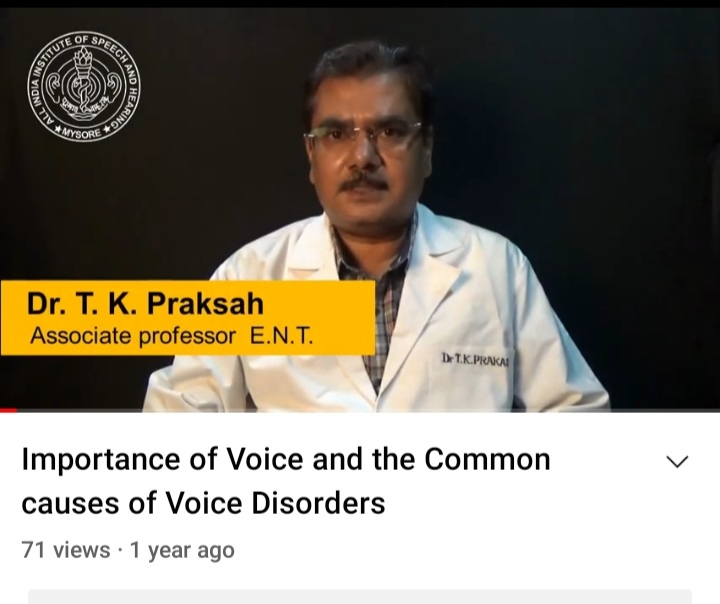 ALL INDIA INSTITUTE OF SPEECH AND HEARING
★ MYSORE ★
Dr. T. K. Praksah
Associate professor E.N.T.
Dr T.K.PRAKAS
Importance of Voice and the Common
causes of Voice Disorders
71 views · 1 year ago